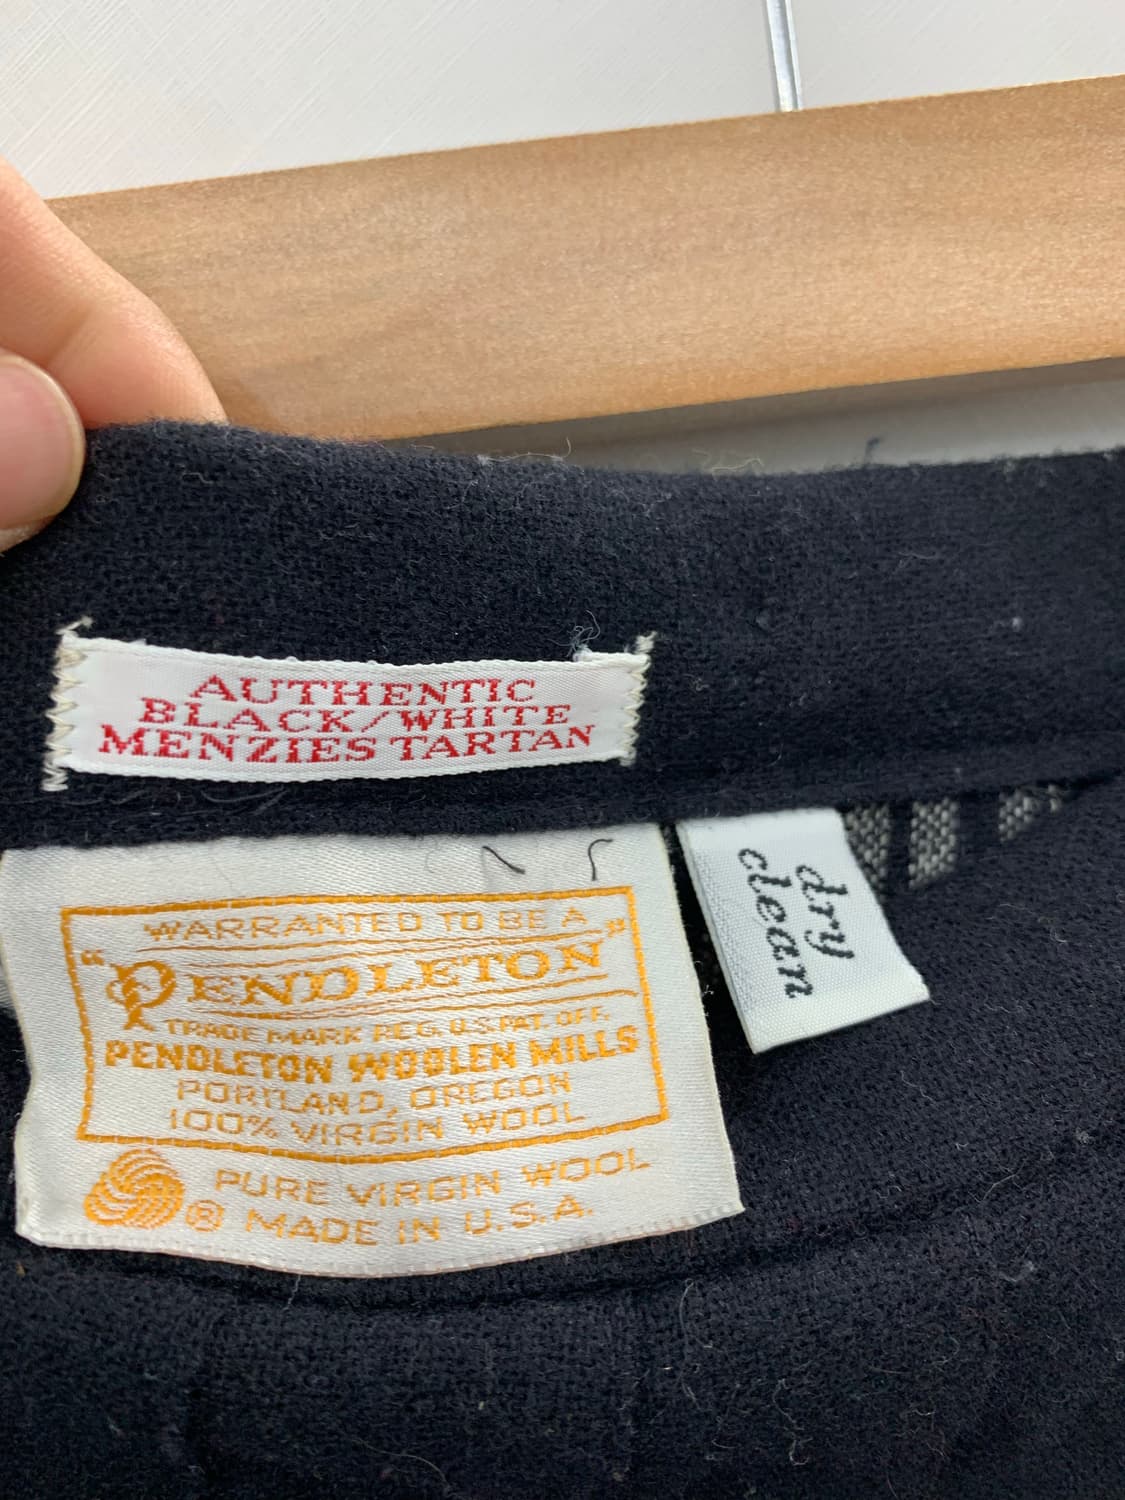 AUTHENTIC
BLACK/WHITE
MENZIES TARTAN
WARRANTED TO BE A
"PENDLETON"
TRADE MARK REG. U.S. PAT. OFF.
PENDLETON WOOLEN MILLS
PORTLAND, OREGON
100% VIRGIN WOOL
PURE VIRGIN WOOL
® MADE IN U.S.A.
dry
clean